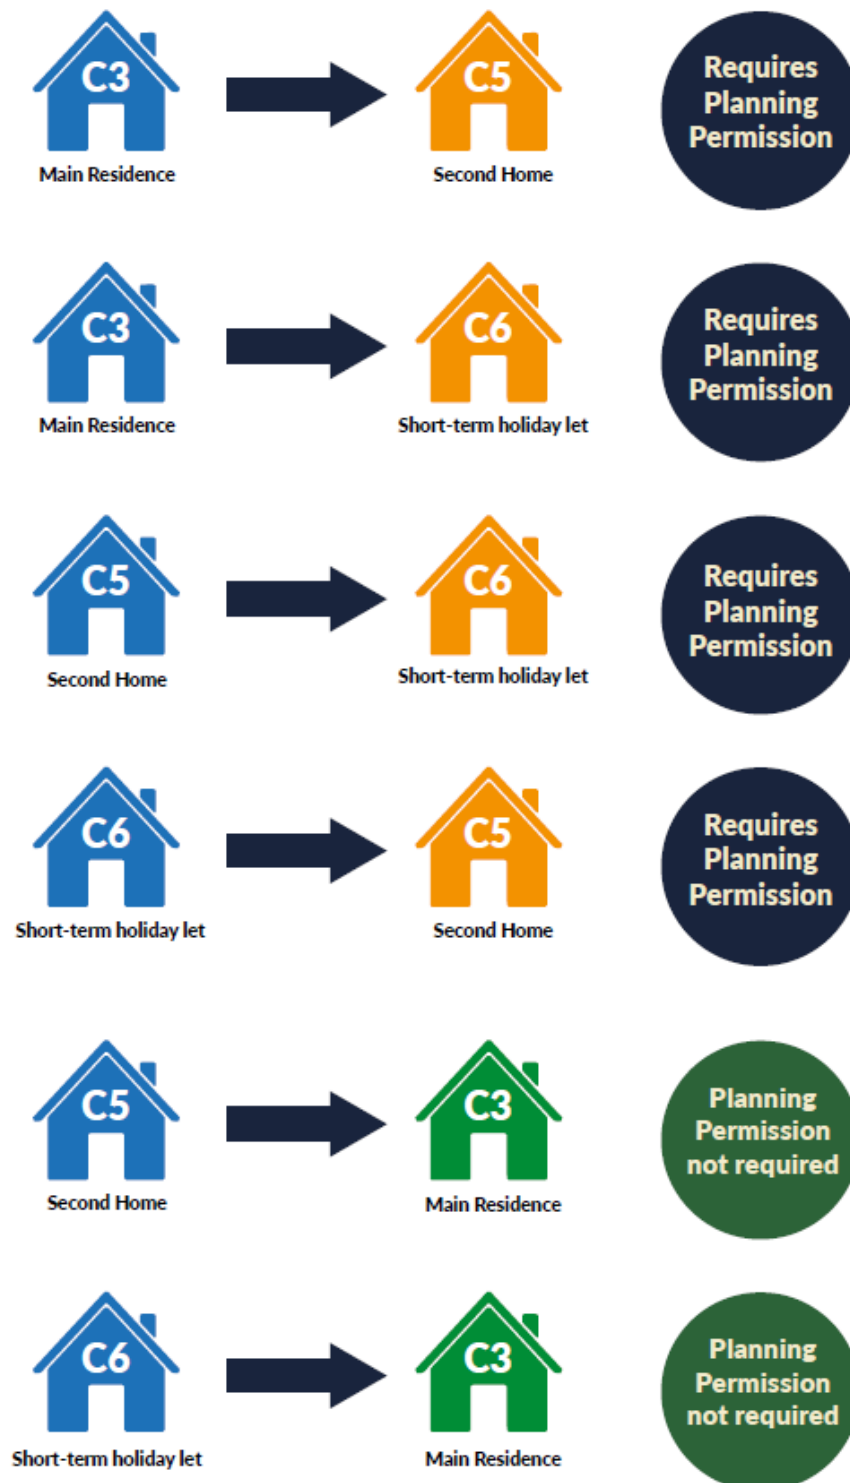 C3
Main Residence
C5
Second Home
Requires
Planning
Permission
C3
Main Residence
C6
Short-term holiday let
Requires
Planning
Permission
C5
Second Home
C6
Short-term holiday let
Requires
Planning
Permission
C6
Short-term holiday let
C5
Second Home
Requires
Planning
Permission
C5
Second Home
C3
Main Residence
Planning
Permission
not required
C6
Short-term holiday let
C3
Main Residence
Planning
Permission
not required